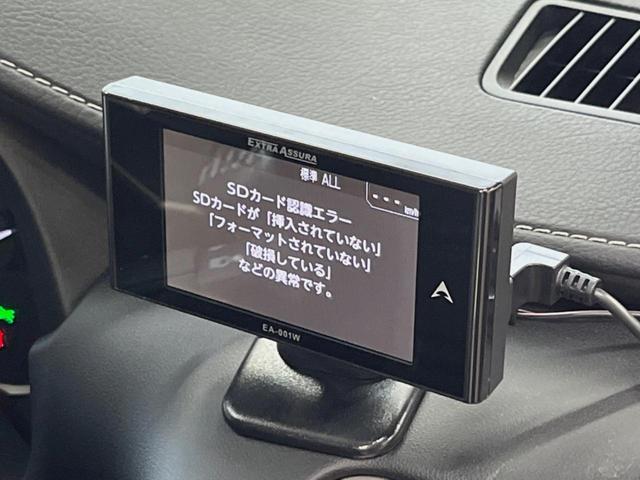 EXTRA ASSURA
標準 ALL
--- km/h
SDカード認識エラー
SDカードが「挿入されていない」
「フォーマットされていない」
「破損している」
などの異常です。
EA-001W